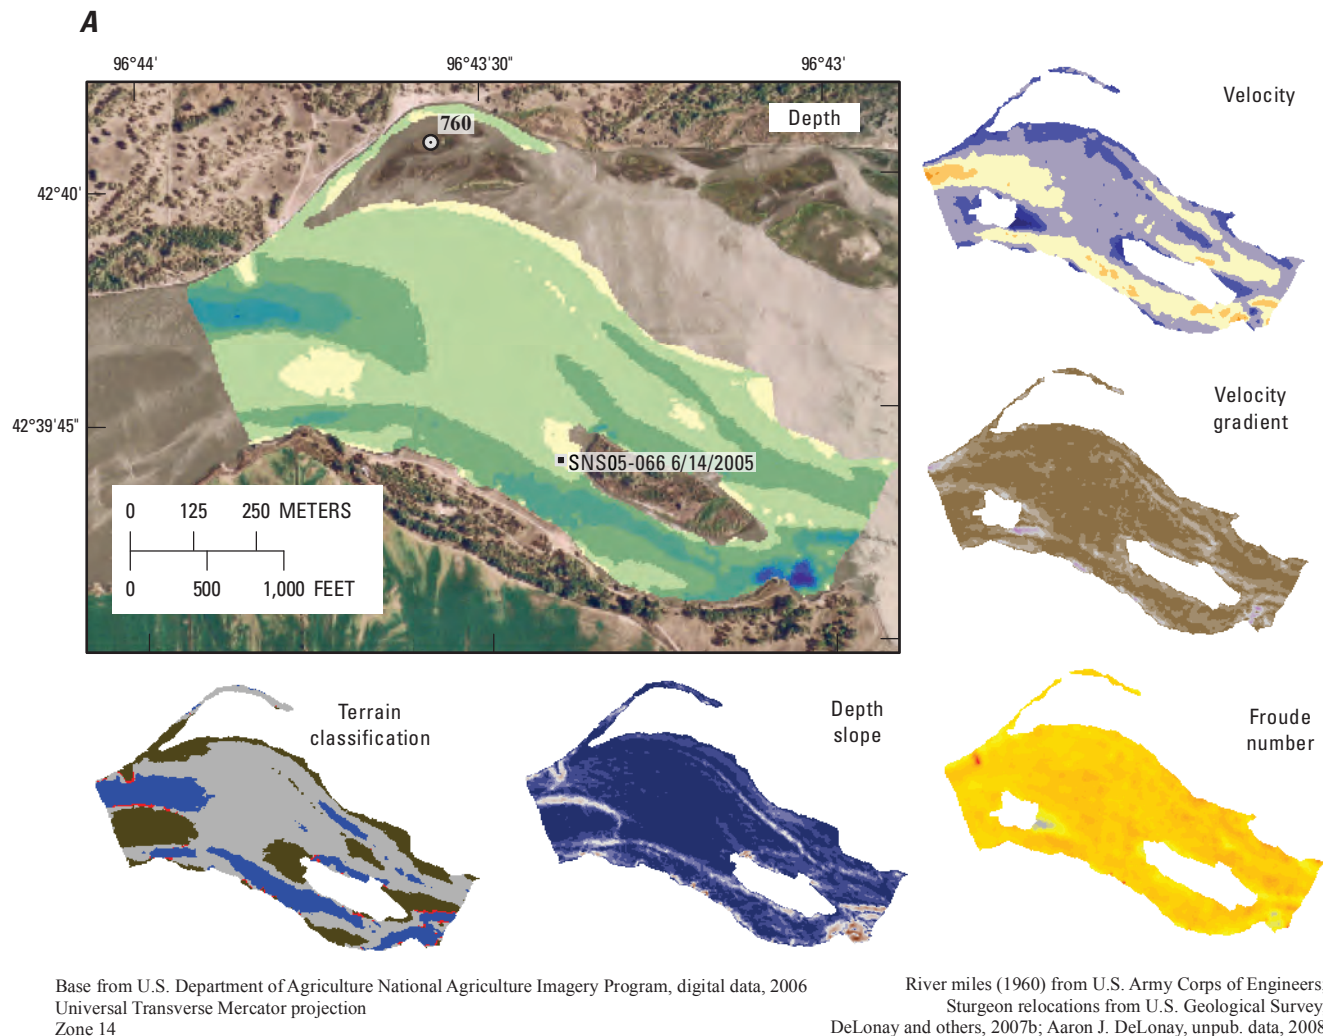 A
96°44'
96°43'30"
96°43'
Depth
760
42°40'
42°39'45"
SNS05-066 6/14/2005
0 125 250 METERS
0 500 1,000 FEET
Velocity
Velocity
gradient
Terrain
classification
Depth
slope
Froude
number
Base from U.S. Department of Agriculture National Agriculture Imagery Program, digital data, 2006
Universal Transverse Mercator projection
Zone 14
River miles (1960) from U.S. Army Corps of Engineers
Sturgeon relocations from U.S. Geological Survey
DeLonay and others, 2007b; Aaron J. DeLonay, unpub. data, 2008